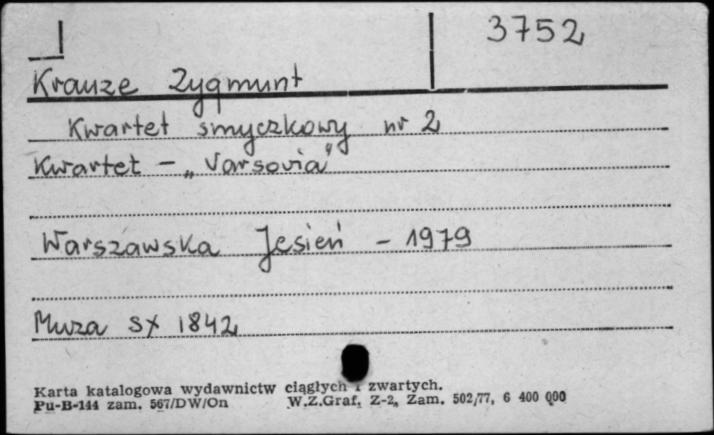 3752
Krauze Zygmunt
Kwartet smyczkowy nr 2
Kwartet - „Varsovia"
Warszawska Jesień - 1979
Muza SX 1842
Karta katalogowa wydawnictw ciągłych i zwartych.
Pu-B-144 zam. 567/DW/On W.Z.Graf. Z-2, Zam. 502/77, 6 400 000